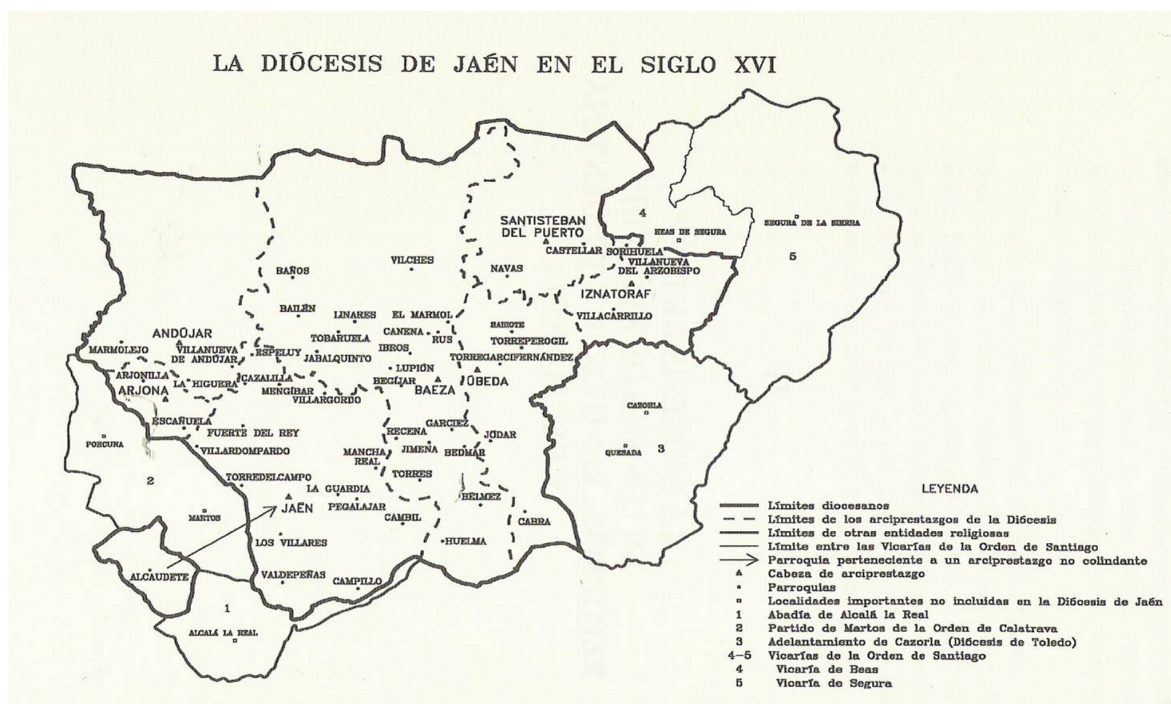 LA DIÓCESIS DE JAÉN EN EL SIGLO XVI
4
SANTISTEBAN
DEL PUERTO
BEAS DE SEGURA
SEGURA DE LA SIERRA
CASTELLAR
SORIHUELA
5
VILCHES
NAVAS
VILLANUEVA
DEL ARZOBISPO
BAÑOS
IZNATORAF
BAILÉN
LINARES
EL MARMOL
VILLACARRILLO
ANDÚJAR
TOBARUELA
CANENA
RUS
SABIOTE
TORREPEROGIL
MARMOLEJO
VILLANUEVA
DE ANDÚJAR
ESPELUY
JABALQUINTO
IBROS
TORREGARCIFERNÁNDEZ
LUPIÓN
ARJONILLA
ARJONA
LA HIGUERA
CAZALILLA
MENGIBAR
VILLARGORDO
BEGIJAR
BAEZA
ÚBEDA
CAZORLA
ESCAÑUELA
FUERTE DEL REY
RECENA
GARCIEZ
JODAR
PORCUNA
VILLARDOMPARDO
MANCHA
REAL
JIMENA
BEDMAR
QUESADA
3
2
TORREDELCAMPO
LA GUARDIA
TORRES
JAÉN
PEGALAJAR
BÉLMEZ
MARTOS
CAMBIL
CABRA
LOS VILLARES
HUELMA
ALCAUDETE
VALDEPEÑAS
CAMPILLO
1
ALCALÁ LA REAL
LEYENDA
Límites diocesanos
Límites de los arciprestazgos de la Diócesis
Límites de otras entidades religiosas
Límite entre las Vicarías de la Orden de Santiago
Parroquia perteneciente a un arciprestazgo no colindante
Cabeza de arciprestazgo
Parroquias
Localidades importantes no incluidas en la Diócesis de Jaén
1 Abadía de Alcalá la Real
2 Partido de Martos de la Orden de Calatrava
3 Adelantamiento de Cazorla (Diócesis de Toledo)
4-5 Vicarías de la Orden de Santiago
4 Vicaría de Beas
5 Vicaría de Segura